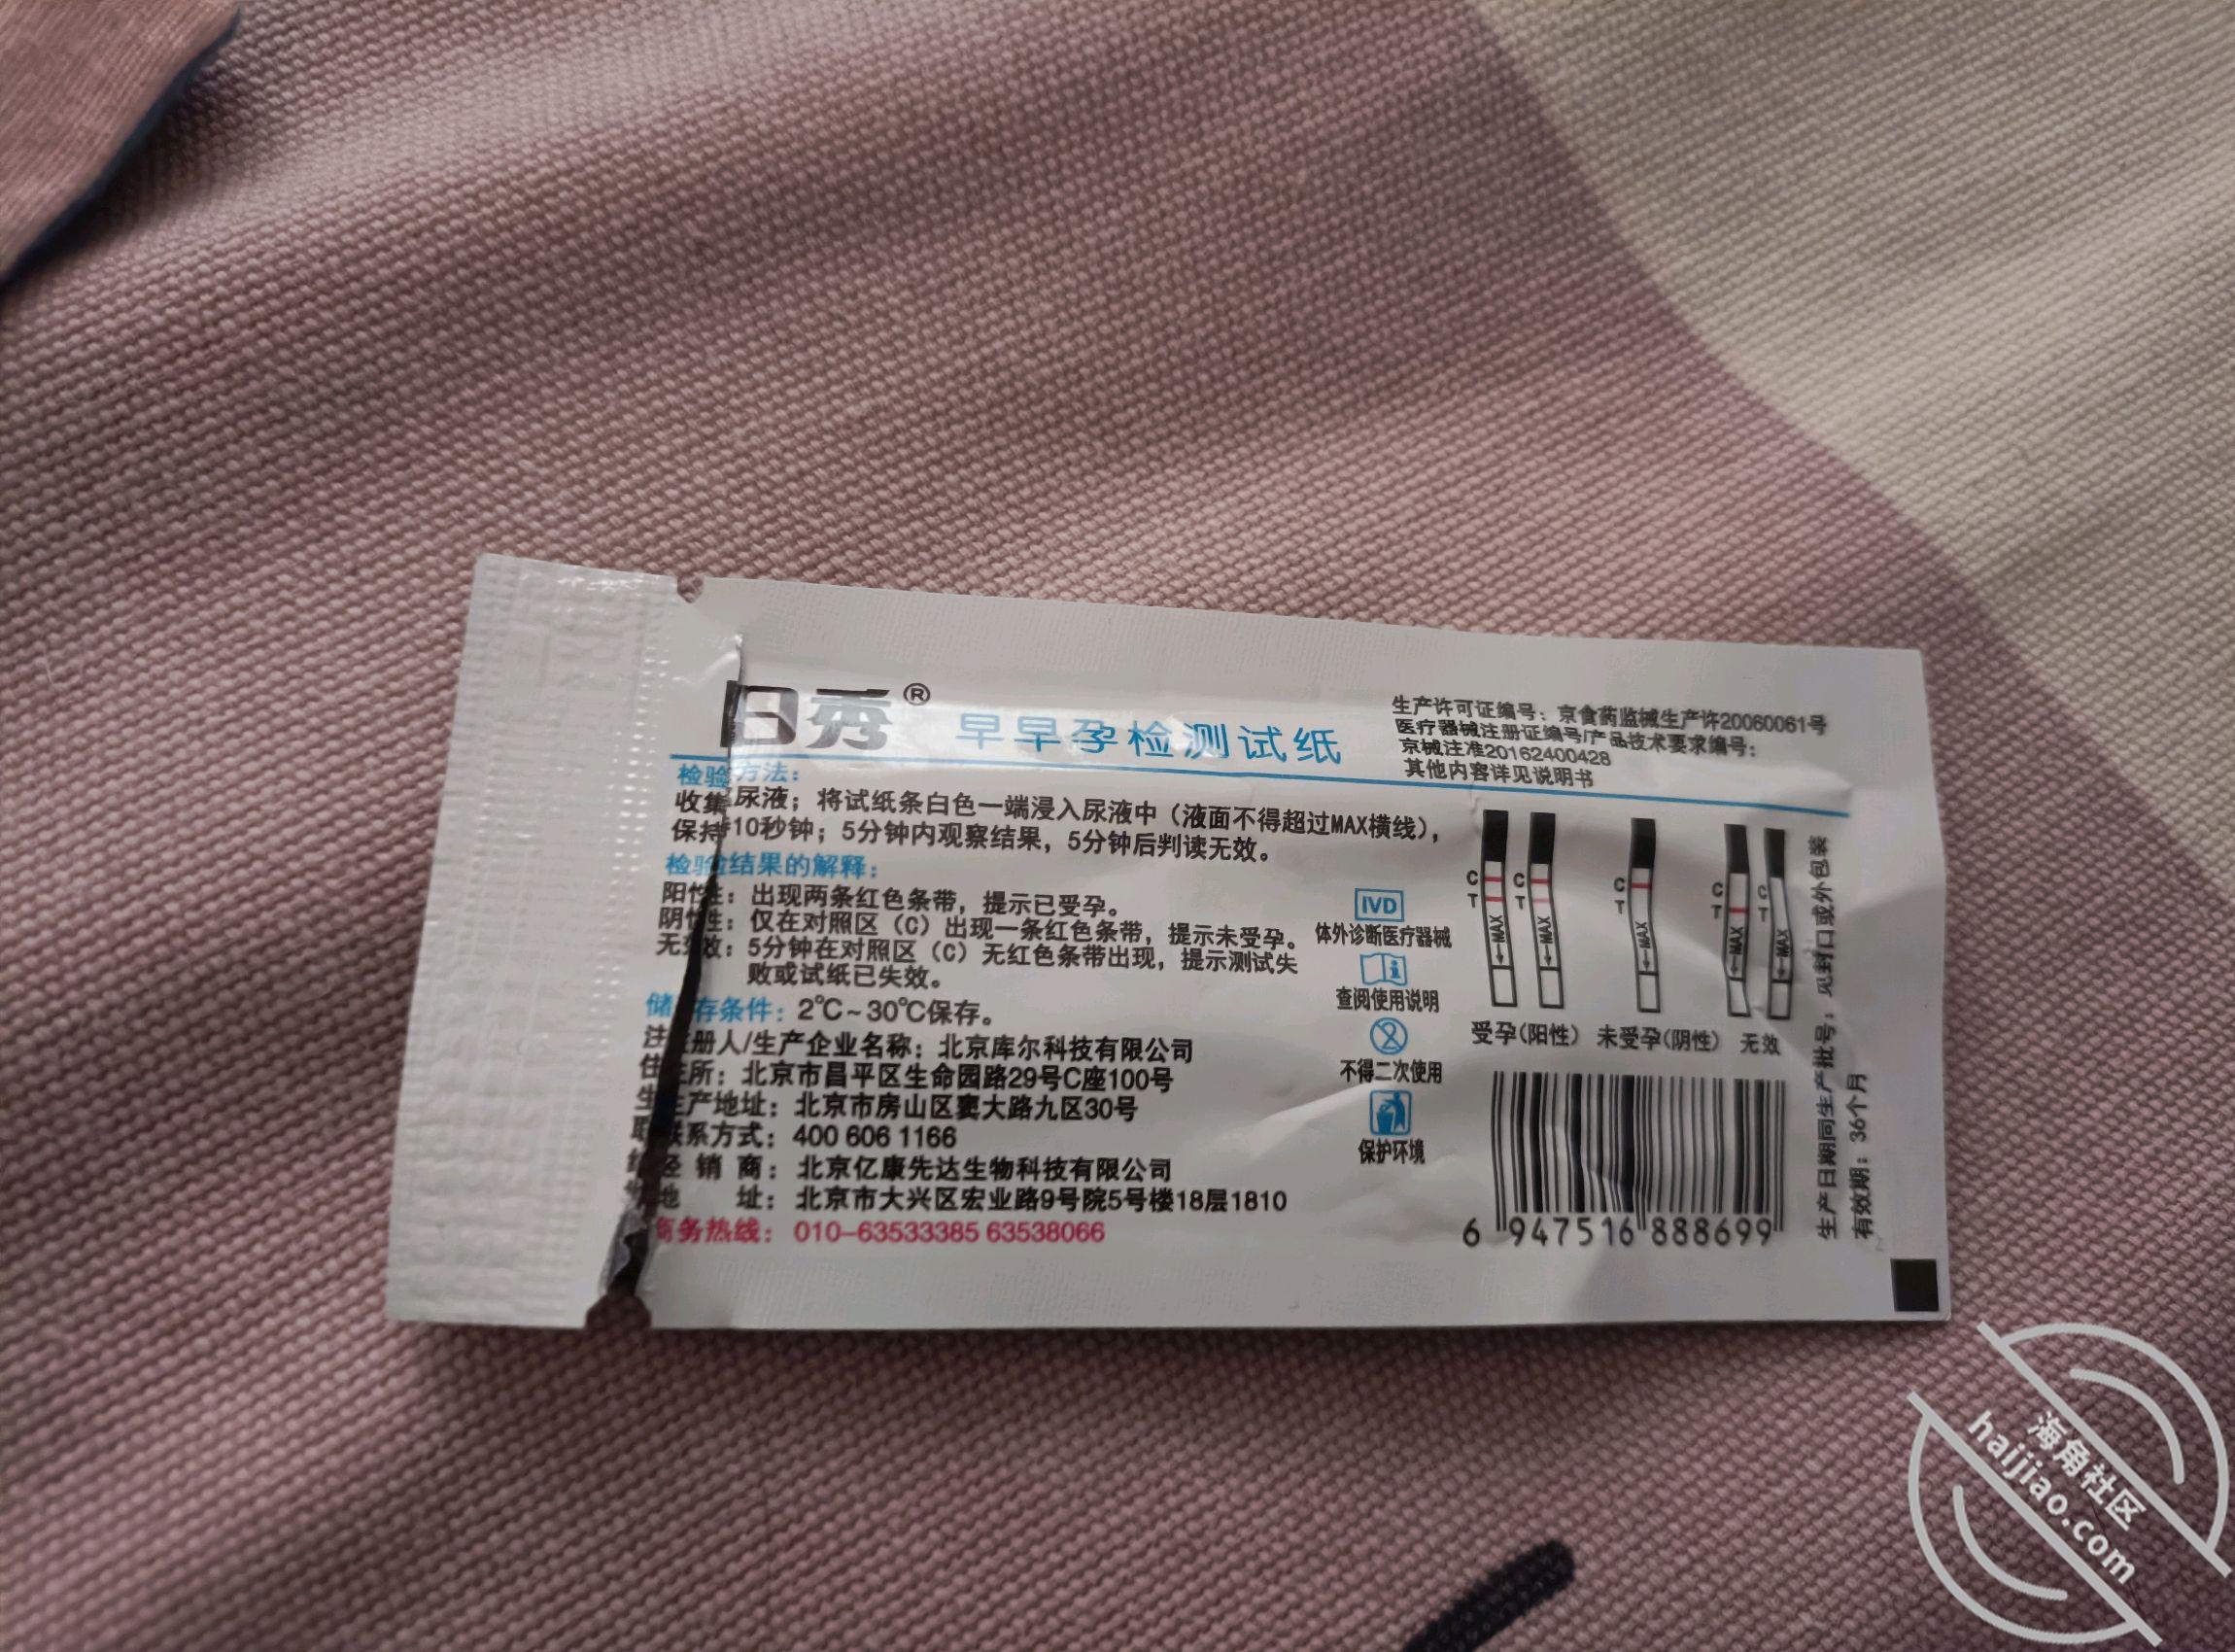 日秀®
早早孕检测试纸
生产许可证编号：京食药监械生产许20060061号
医疗器械注册证编号/产品技术要求编号：
京械注准20162400428
其他内容详见说明书
检验方法：
收集尿液；将试纸条白色一端浸入尿液中（液面不得超过MAX横线），
保持10秒钟；5分钟内观察结果，5分钟后判读无效。
检验结果的解释：
阳性：出现两条红色条带，提示已受孕。
阴性：仅在对照区（C）出现一条红色条带，提示未受孕。
无效：5分钟在对照区（C）无红色条带出现，提示测试失
败或试纸已失效。
储存条件：2℃~30℃保存。
注册人/生产企业名称：北京库尔科技有限公司
住所：北京市昌平区生命园路29号C座100号
生产地址：北京市房山区窦大路九区30号
联系方式：400 606 1166
经销商：北京亿康先达生物科技有限公司
地址：北京市大兴区宏业路9号院5号楼18层1810
商务热线：010-63533385 63538066
IVD
体外诊断医疗器械
查阅使用说明
不得二次使用
保护环境
C C C C C
T T T T T
MAX MAX MAX MAX MAX
受孕(阳性) 未受孕(阴性) 无效
6 947516 888699
生产日期同生产批号：见封口或外包装
有效期：36个月
海角社区
haijiao.com